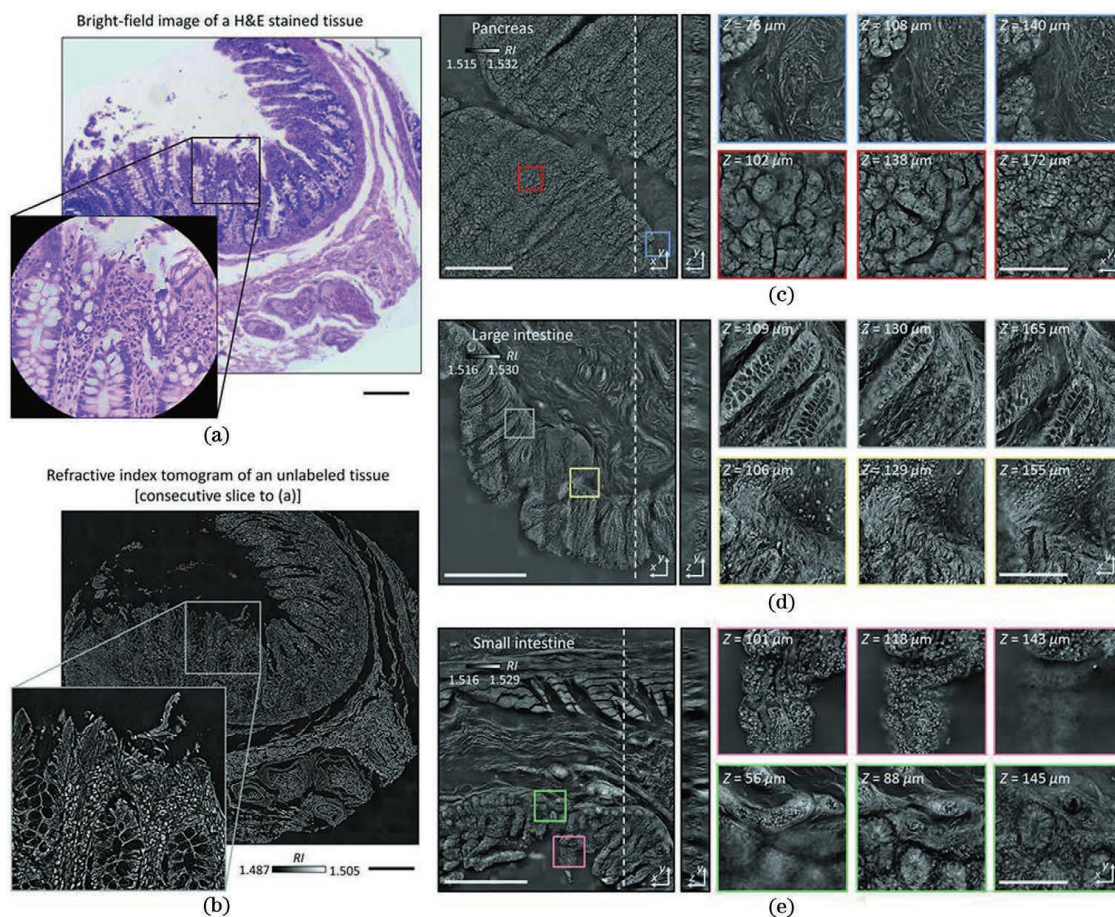 Bright-field image of a H&E stained tissue
(a)
Refractive index tomogram of an unlabeled tissue
[consecutive slice to (a)]
RI
1.487 1.505
(b)
Pancreas
RI
1.515 1.532
y
x
y
z
Z = 76 μm
Z = 108 μm
Z = 140 μm
Z = 102 μm
Z = 138 μm
Z = 172 μm
y
x
(c)
Large intestine
RI
1.516 1.530
y
x
y
z
Z = 109 μm
Z = 130 μm
Z = 165 μm
Z = 106 μm
Z = 129 μm
Z = 155 μm
y
x
(d)
Small intestine
RI
1.516 1.529
y
x
y
z
Z = 101 μm
Z = 118 μm
Z = 143 μm
Z = 56 μm
Z = 88 μm
Z = 145 μm
y
x
(e)